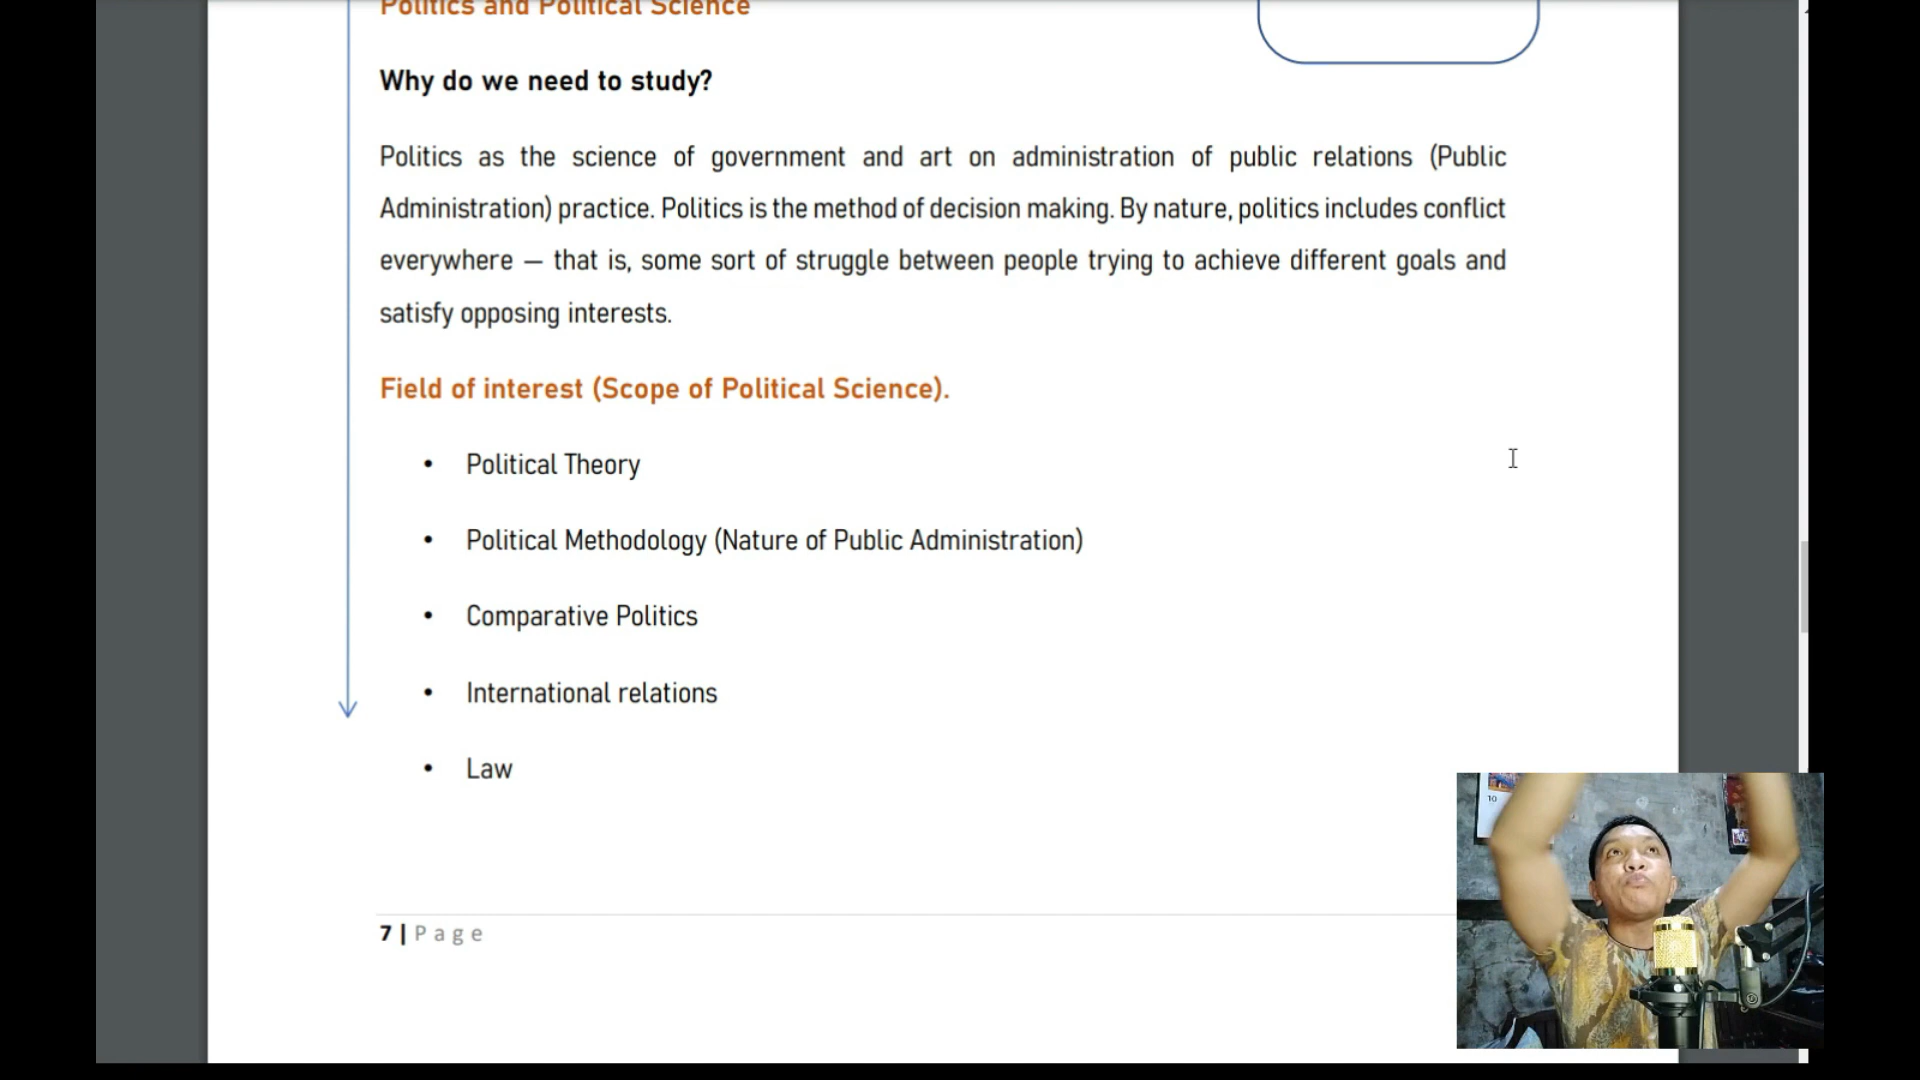 Politics and Political Science
Why do we need to study?
Politics as the science of government and art on administration of public relations (Public
Administration) practice. Politics is the method of decision making. By nature, politics includes conflict
everywhere — that is, some sort of struggle between people trying to achieve different goals and
satisfy opposing interests.
Field of interest (Scope of Political Science).
• Political Theory
• Political Methodology (Nature of Public Administration)
• Comparative Politics
• International relations
• Law
10
7 | Page